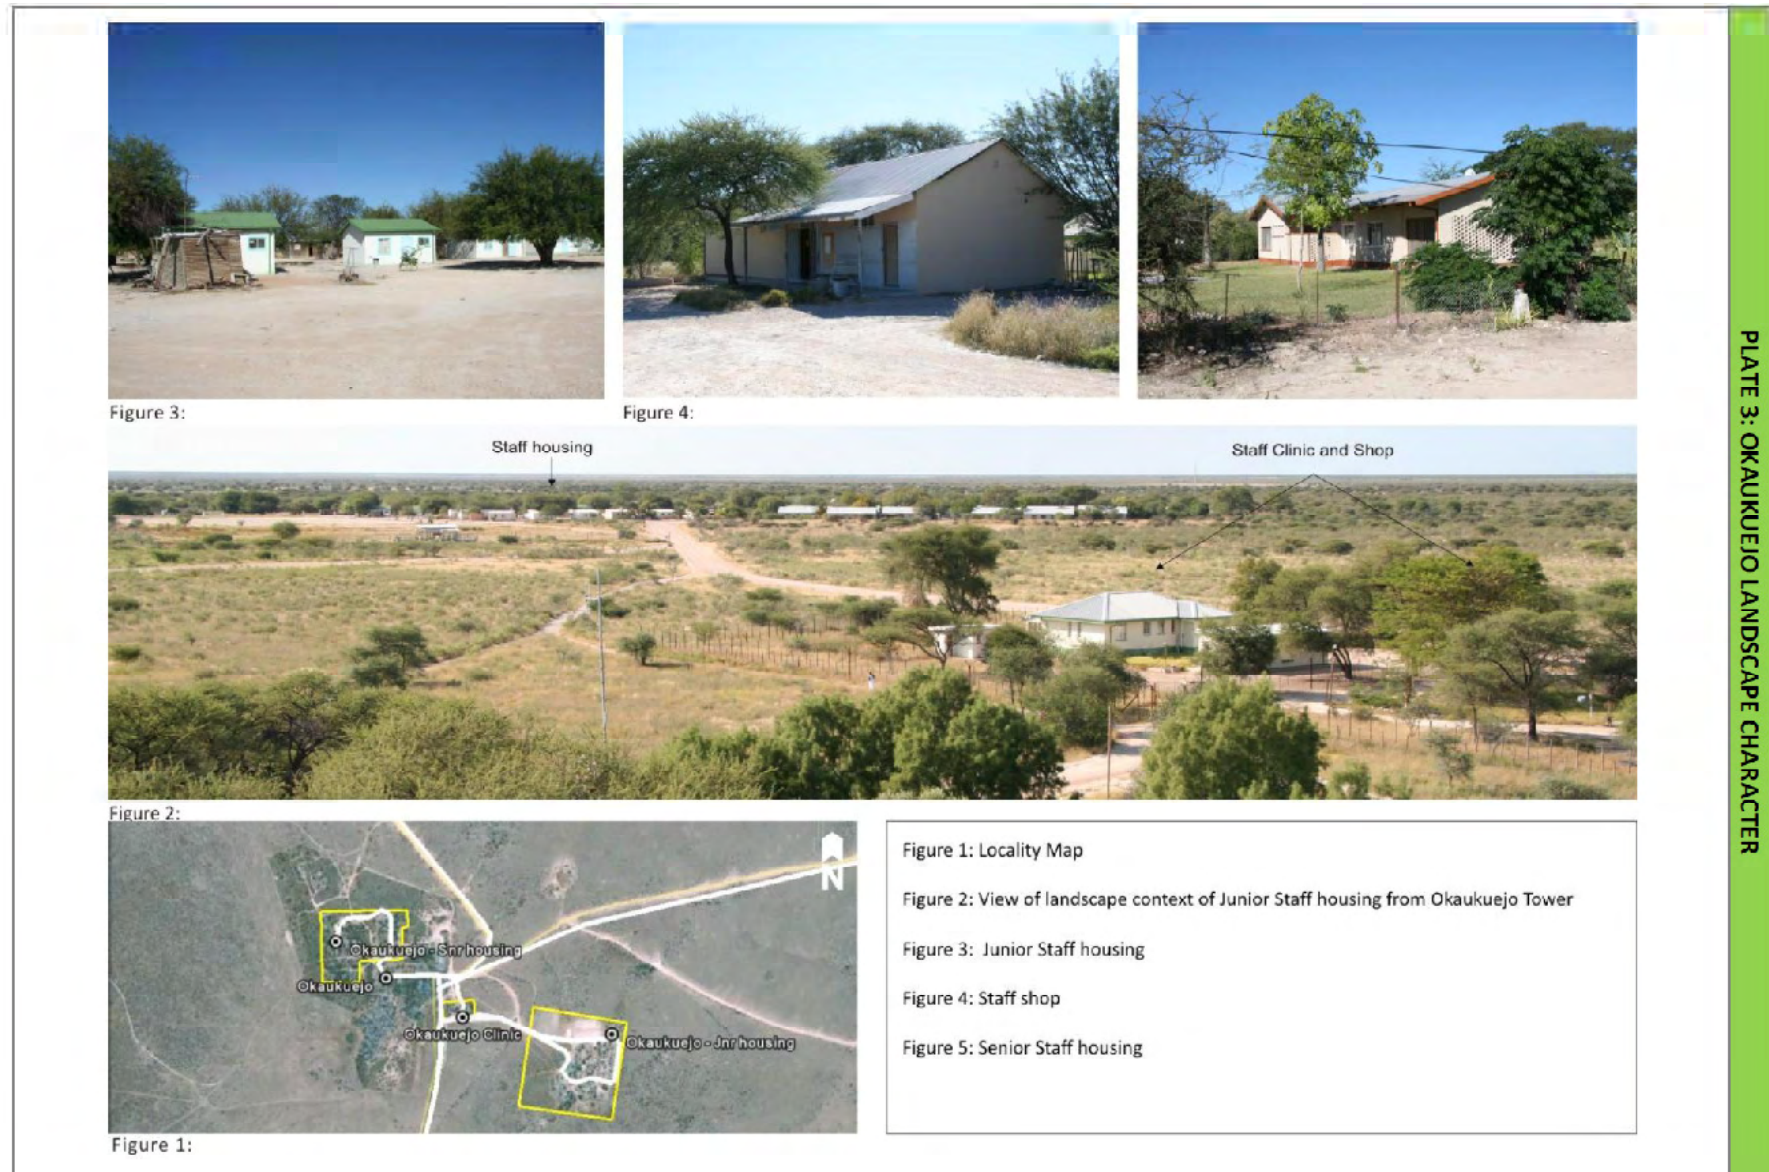 Figure 3:
Figure 4:
Staff housing
Staff Clinic and Shop
Figure 2:
Okaukuejo - Snr housing
Okaukuejo
Okaukuejo Clinic
Okaukuejo - Jnr housing
N
Figure 1:
Figure 1: Locality Map
Figure 2: View of landscape context of Junior Staff housing from Okaukuejo Tower
Figure 3: Junior Staff housing
Figure 4: Staff shop
Figure 5: Senior Staff housing
PLATE 3: OKAUKUEJO LANDSCAPE CHARACTER